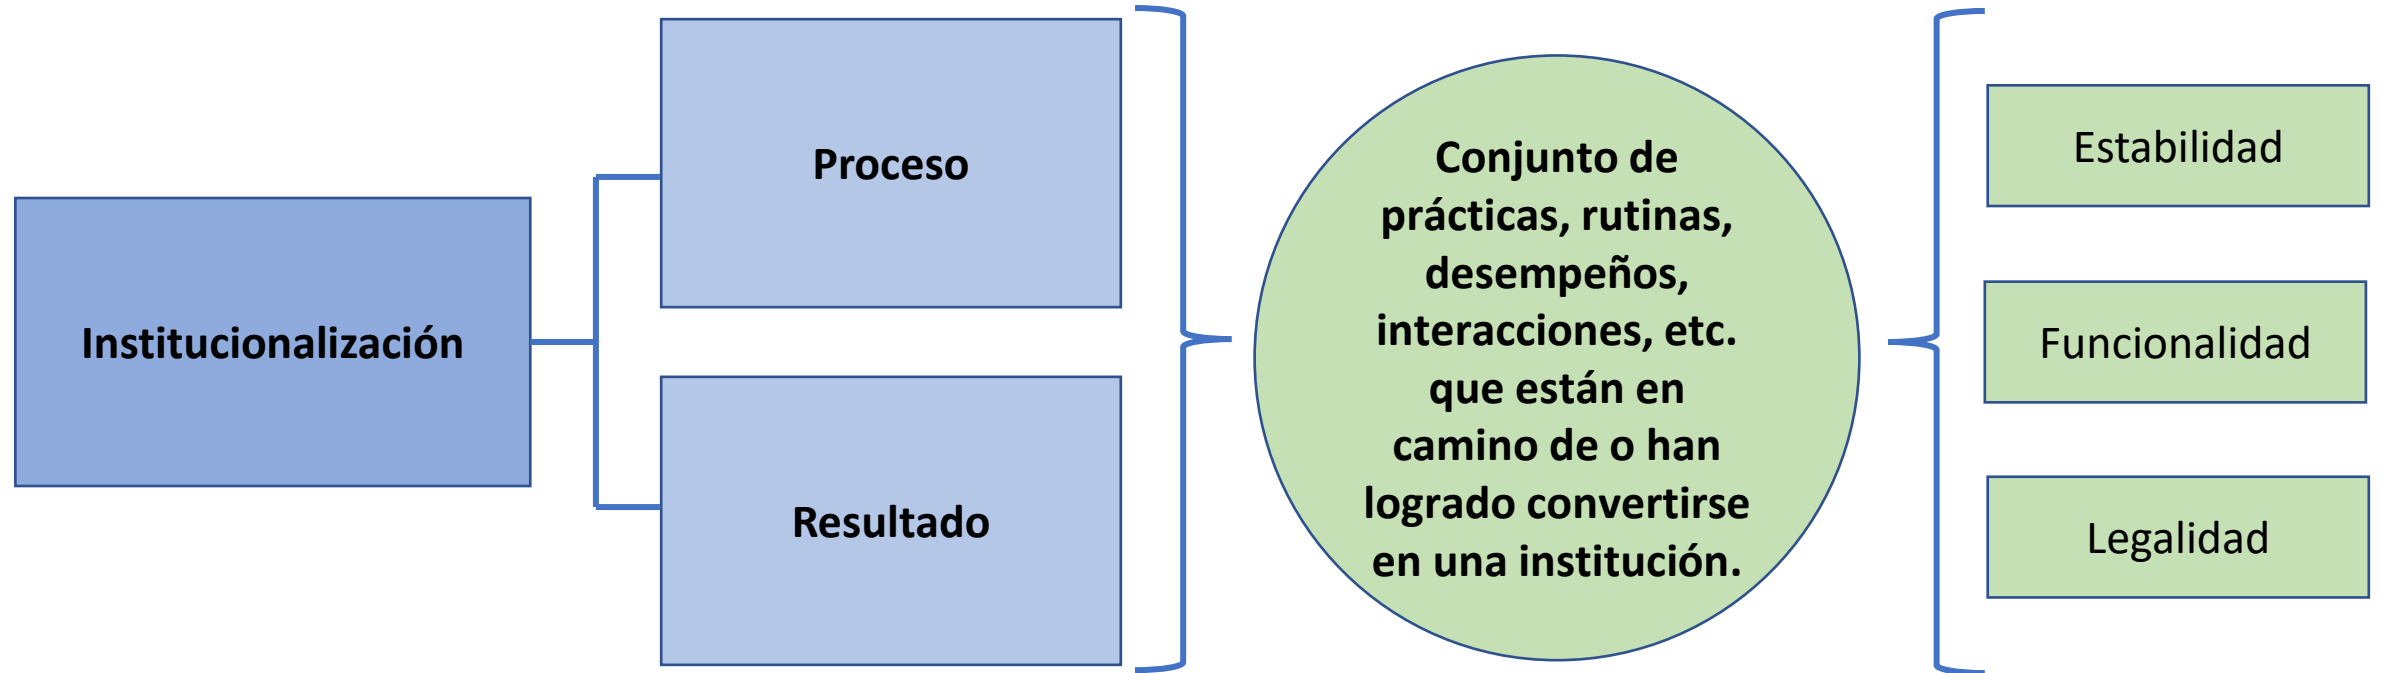 Institucionalización
Proceso
Resultado
Conjunto de
prácticas, rutinas,
desempeños,
interacciones, etc.
que están en
camino de o han
logrado convertirse
en una institución.
Estabilidad
Funcionalidad
Legalidad